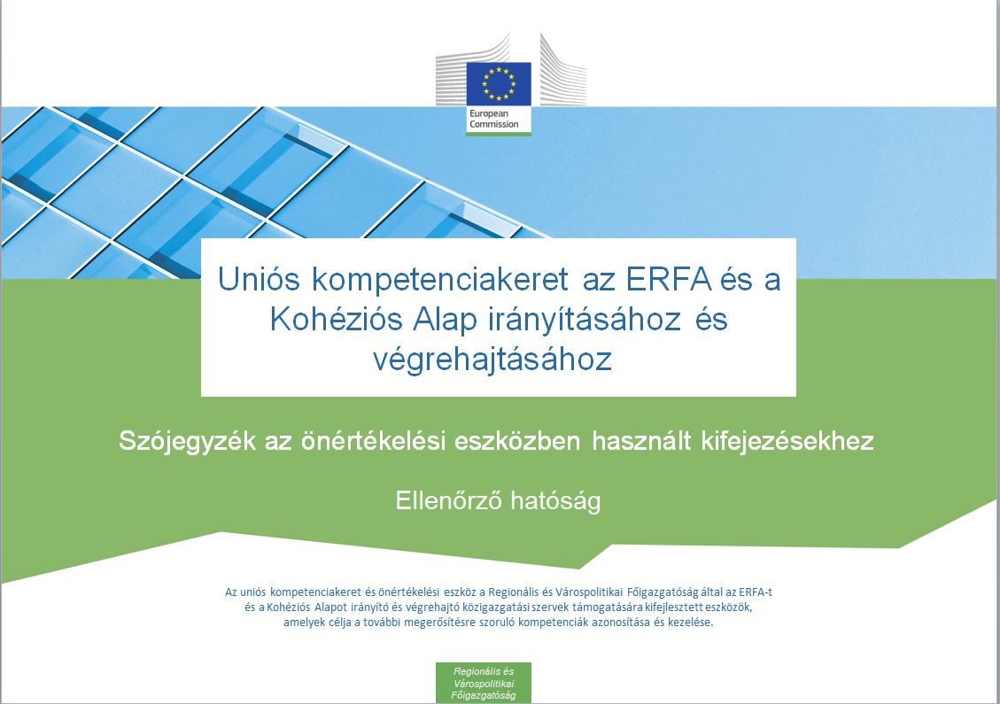 European
Commission
Uniós kompetenciakeret az ERFA és a
Kohéziós Alap irányításához és
végrehajtásához
Szójegyzék az önértékelési eszközben használt kifejezésekhez
Ellenőrző hatóság
Az uniós kompetenciakeret és önértékelési eszköz a Regionális és Várospolitikai Főigazgatóság által az ERFA-t
és a Kohéziós Alapot irányító és végrehajtó közigazgatási szervek támogatására kifejlesztett eszközök,
amelyek célja a további megerősítésre szoruló kompetenciák azonosítása és kezelése.
Regionális és
Várospolitikai
Főigazgatóság